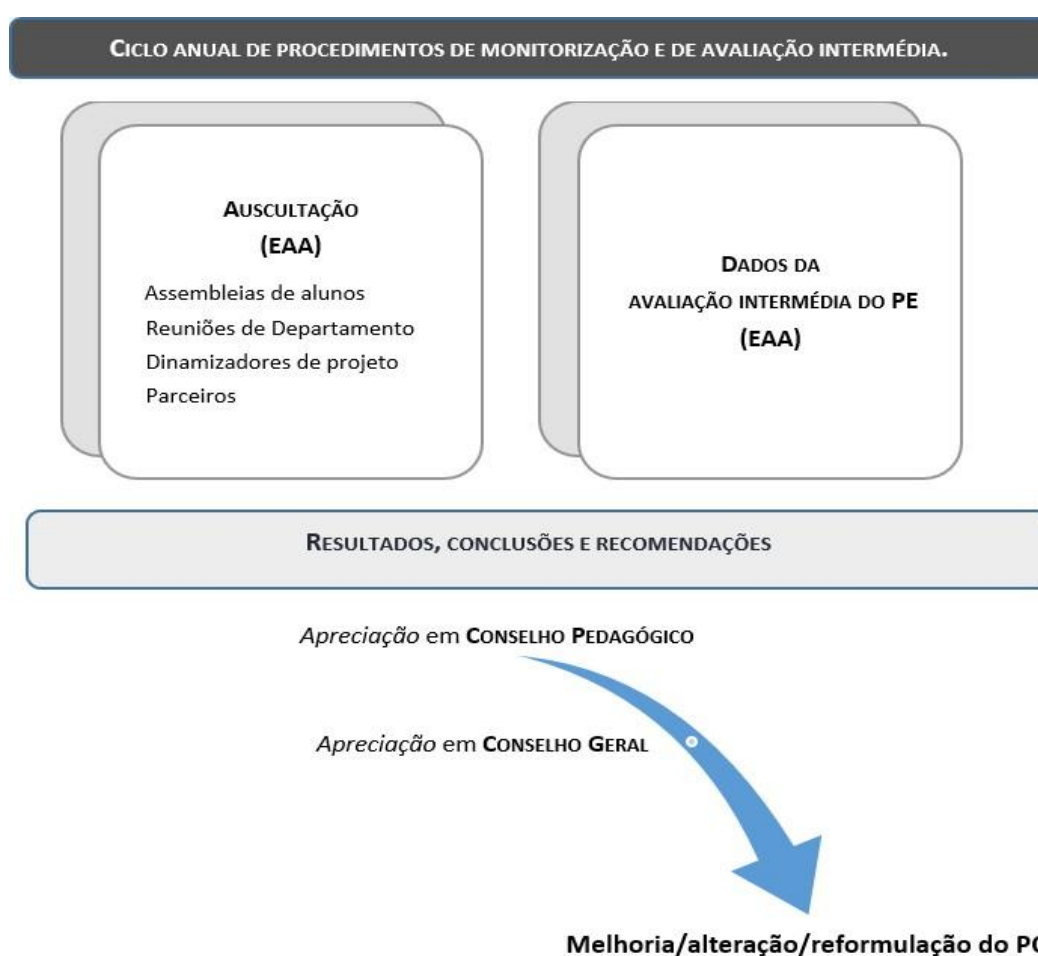 CICLO ANUAL DE PROCEDIMENTOS DE MONITORIZAÇÃO E DE AVALIAÇÃO INTERMÉDIA.
AUSCULTAÇÃO
(EAA)
Assembleias de alunos
Reuniões de Departamento
Dinamizadores de projeto
Parceiros
DADOS DA
AVALIAÇÃO INTERMÉDIA DO PE
(EAA)
RESULTADOS, CONCLUSÕES E RECOMENDAÇÕES
Apreciação em CONSELHO PEDAGÓGICO
Apreciação em CONSELHO GERAL
Melhoria/alteração/reformulação do